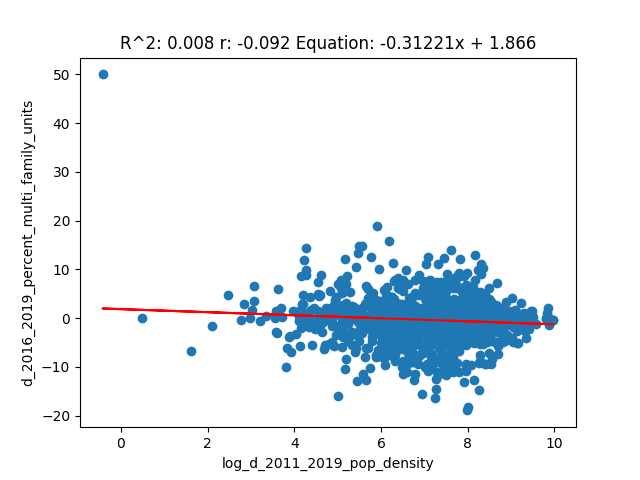 R^2: 0.008 r: -0.092 Equation: -0.31221x + 1.866
d_2016_2019_percent_multi_family_units
50
40
30
20
10
0
−10
−20
0 2 4 6 8 10
log_d_2011_2019_pop_density